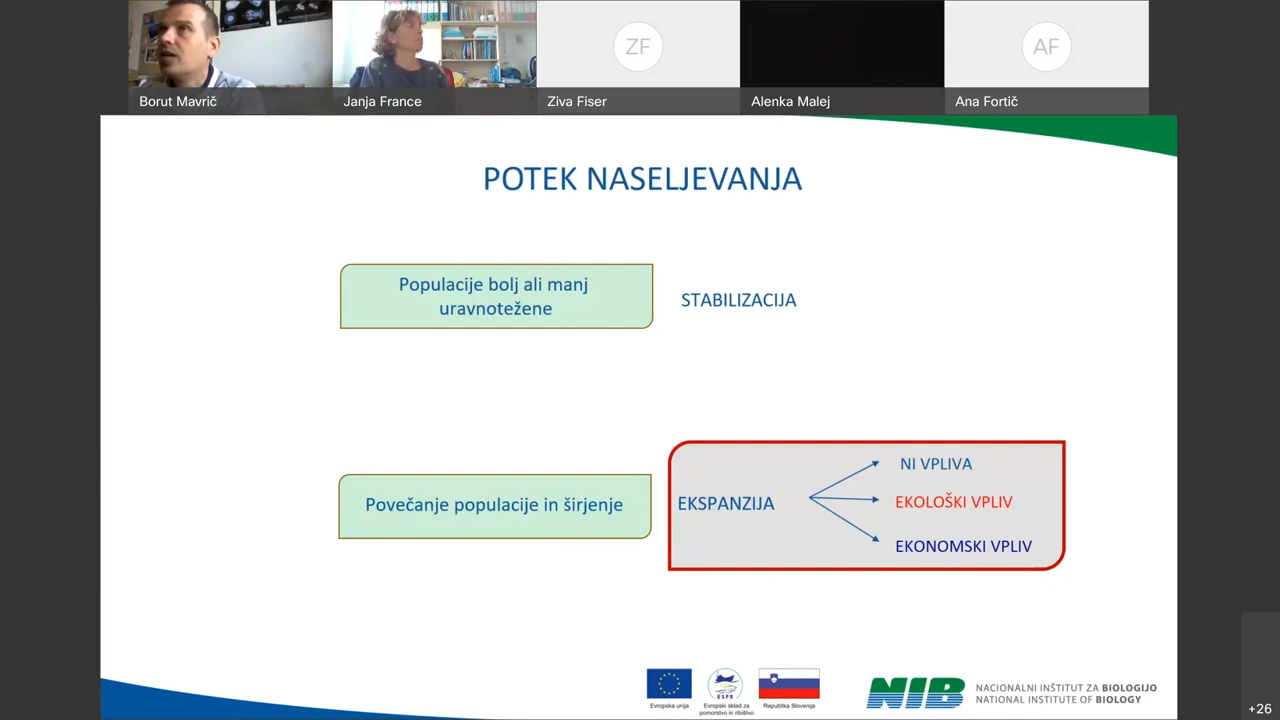 ZF
AF
Borut Mavrič
Janja France
Ziva Fiser
Alenka Malej
Ana Fortič
POTEK NASELJEVANJA
Populacije bolj ali manj
uravnotežene
STABILIZACIJA
Povečanje populacije in širjenje
EKSPANZIJA
NI VPLIVA
EKOLOŠKI VPLIV
EKONOMSKI VPLIV
Evropska unija
ESPR
Evropski sklad za
pomorstvo in ribištvo
Republika Slovenija
NIB
NACIONALNI INŠTITUT ZA BIOLOGIJO
NATIONAL INSTITUTE OF BIOLOGY
+26